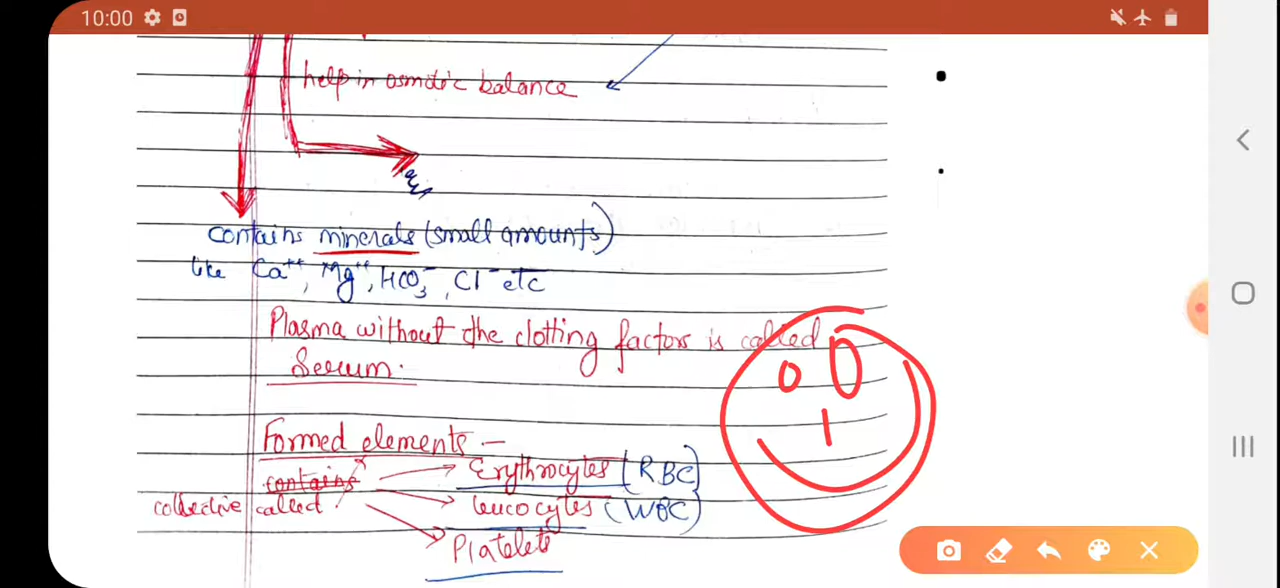 10:00
help in osmotic balance
contains minerals (small amounts)
like Ca⁺⁺, Mg⁺⁺, HCO₃⁻, Cl⁻ etc
Plasma without the clotting factors is called
Serum.
Formed elements -
contains
Erythrocytes (RBC)
collective called
Leucocytes (WBC)
Platelete